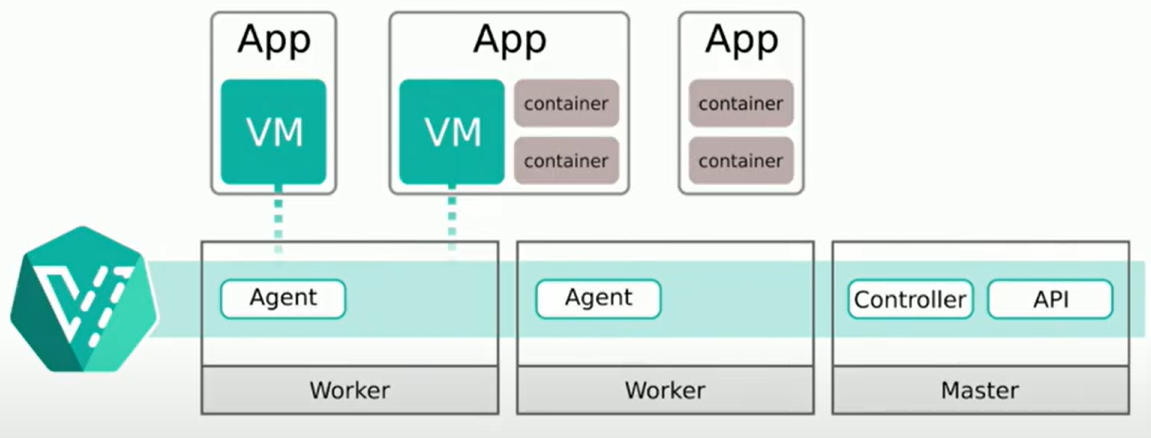 App
App
App
VM
VM
container
container
container
container
Agent
Agent
Controller
API
Worker
Worker
Master